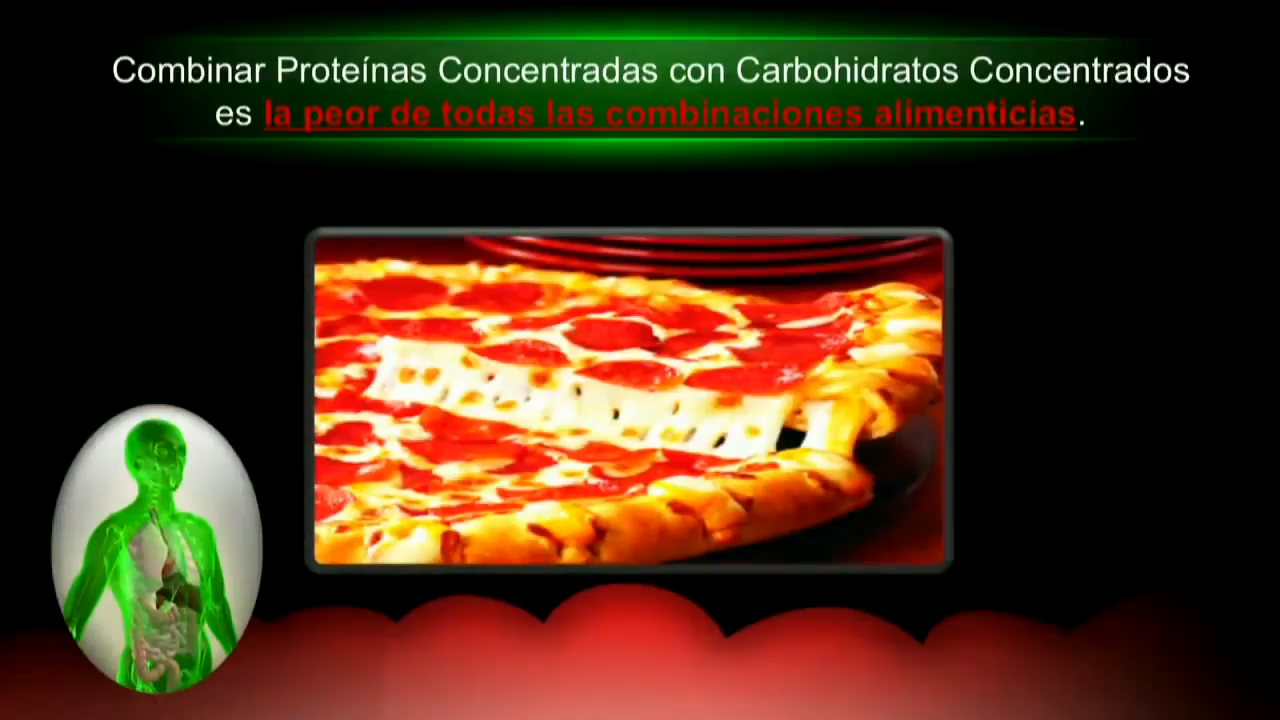 Combinar Proteínas Concentradas con Carbohidratos Concentrados
es la peor de todas las combinaciones alimenticias.